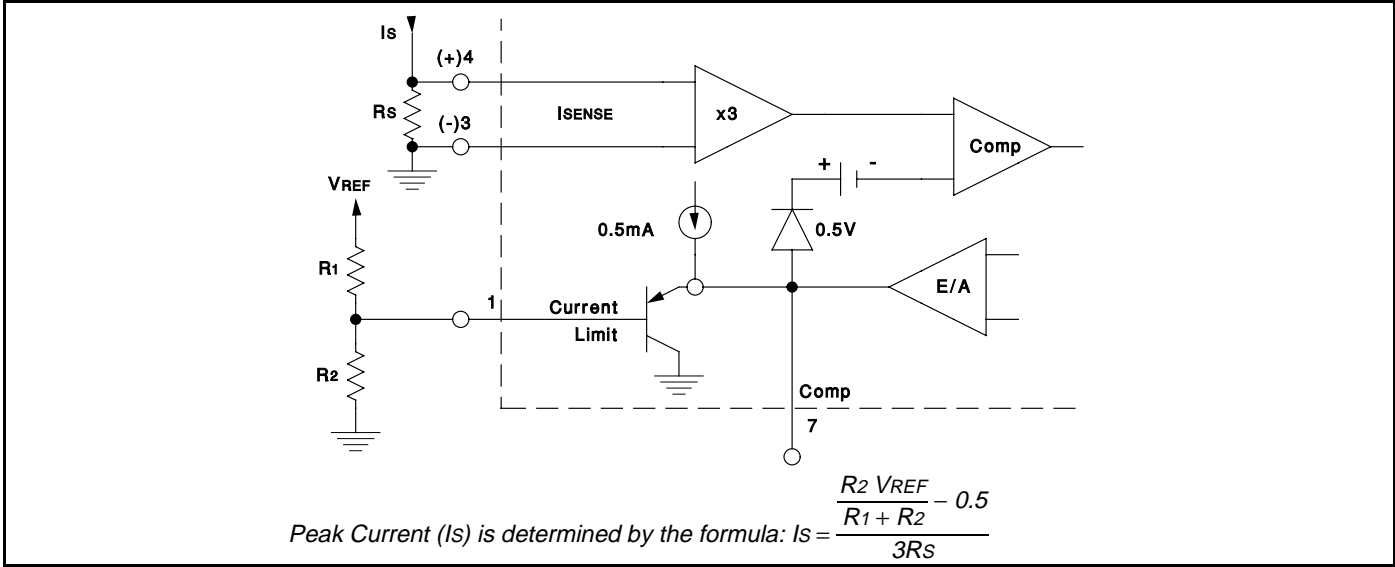 IS
(+)4
RS
(-)3
ISENSE
x3
Comp
+ -
VREF
0.5mA
0.5V
R1
E/A
1
Current
Limit
R2
Comp
7
Peak Current (IS) is determined by the formula: IS = R2 VREF / R1 + R2 – 0.5 / 3RS